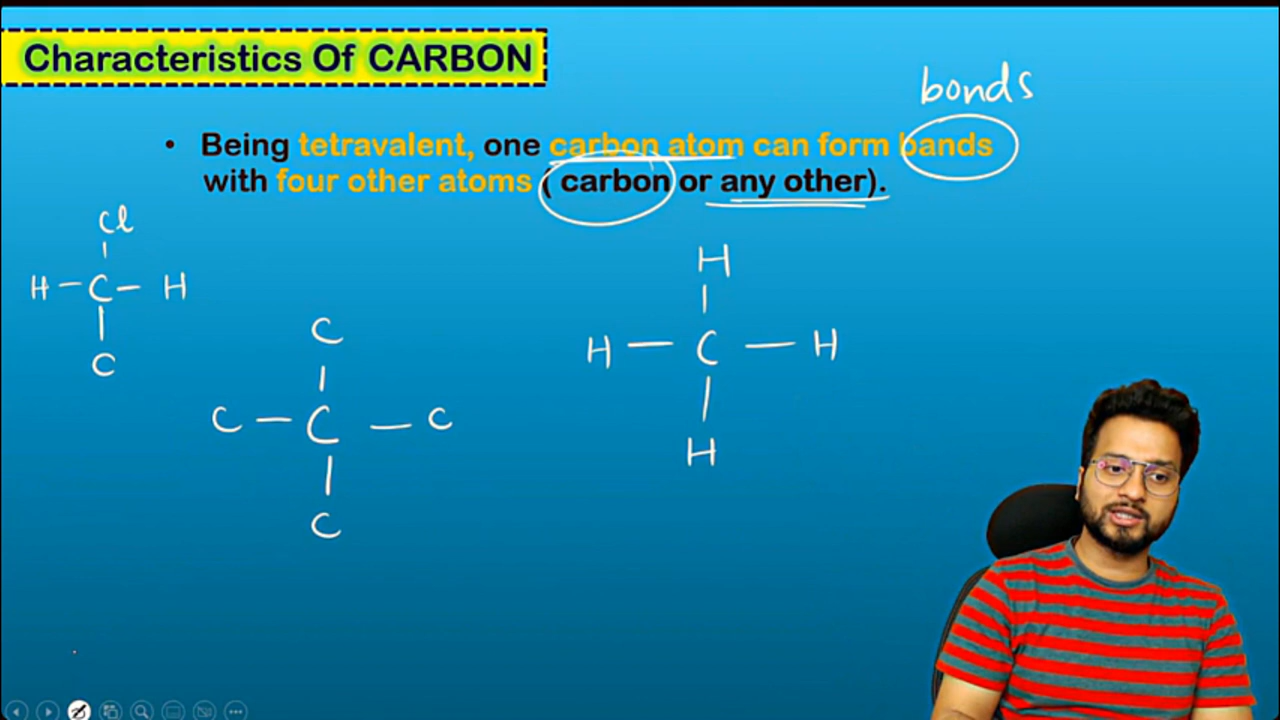 Characteristics Of CARBON
bonds
• Being tetravalent, one carbon atom can form bands
with four other atoms ( carbon or any other).
Cl
H - C - H
C
C
C - C - C
C
H
H - C - H
H